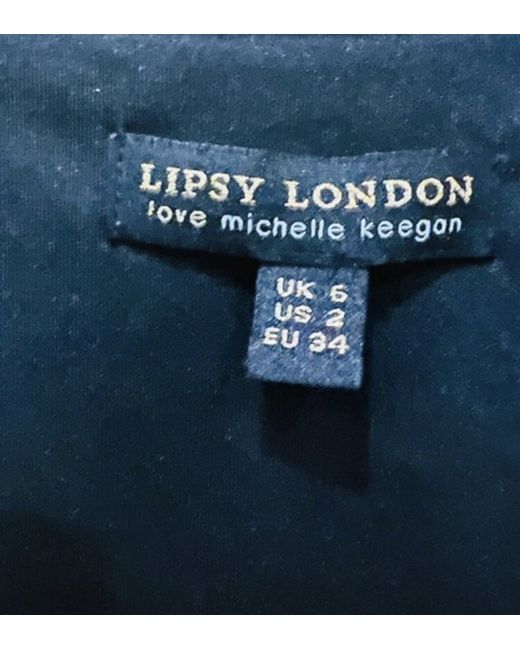 LIPSY LONDON
love michelle keegan
UK 6
US 2
EU 34